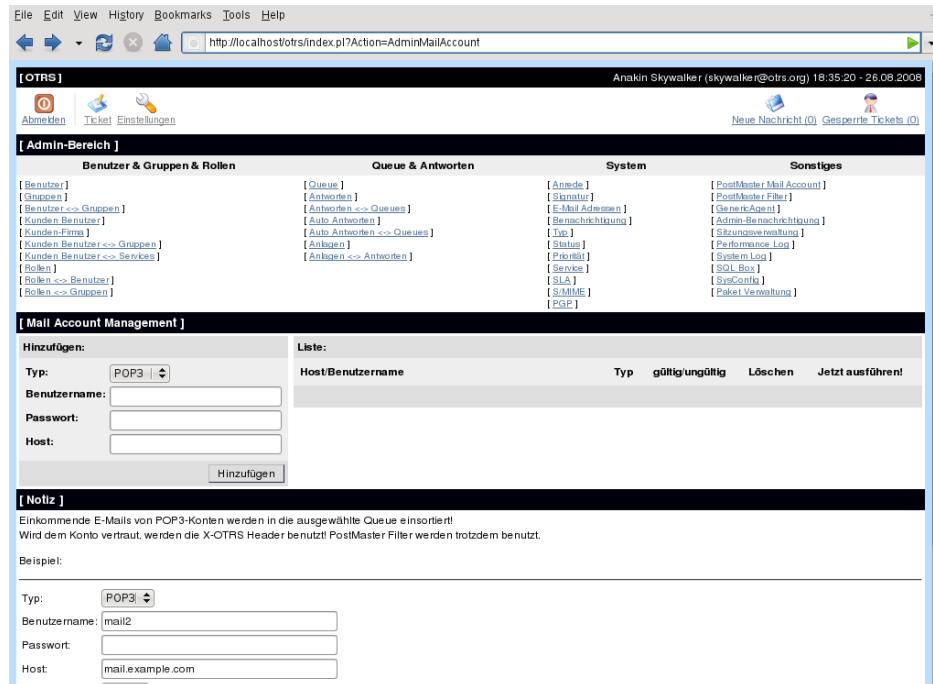 File Edit View History Bookmarks Tools Help
http://localhost/otrs/index.pl?Action=AdminMailAccount
[ OTRS ] Anakin Skywalker (skywalker@otrs.org) 18:35:20 - 26.08.2008
Abmelden Ticket Einstellungen Neue Nachricht (0) Gesperrte Tickets (0)
[ Admin-Bereich ]
Benutzer & Gruppen & Rollen Queue & Antworten System Sonstiges
[ Benutzer ] [ Queue ] [ Anrede ] [ PostMaster Mail Account ]
[ Gruppen ] [ Antworten ] [ Signatur ] [ PostMaster Filter ]
[ Benutzer <-> Gruppen ] [ Antworten <-> Queues ] [ E-Mail Adressen ] [ GenericAgent ]
[ Kunden Benutzer ] [ Auto Antworten ] [ Benachrichtigung ] [ Admin-Benachrichtigung ]
[ Kunden-Firma ] [ Auto Antworten <-> Queues ] [ Typ ] [ Sitzungsverwaltung ]
[ Kunden Benutzer <-> Gruppen ] [ Anlagen ] [ Status ] [ Performance Log ]
[ Kunden Benutzer <-> Services ] [ Anlagen <-> Antworten ] [ Priorität ] [ System Log ]
[ Rollen ] [ Service ] [ SQL Box ]
[ Rollen <-> Benutzer ] [ SLA ] [ SysConfig ]
[ Rollen <-> Gruppen ] [ S/MIME ] [ Paket Verwaltung ]
[ PGP ]
[ Mail Account Management ]
Hinzufügen: Liste:
Typ: POP3 Host/Benutzername Typ gültig/ungültig Löschen Jetzt ausführen!
Benutzername:
Passwort:
Host:
Hinzufügen
[ Notiz ]
Einkommende E-Mails von POP3-Konten werden in die ausgewählte Queue einsortiert!
Wird dem Konto vertraut, werden die X-OTRS Header benutzt! PostMaster Filter werden trotzdem benutzt.
Beispiel:
Typ: POP3
Benutzername: mail2
Passwort:
Host: mail.example.com